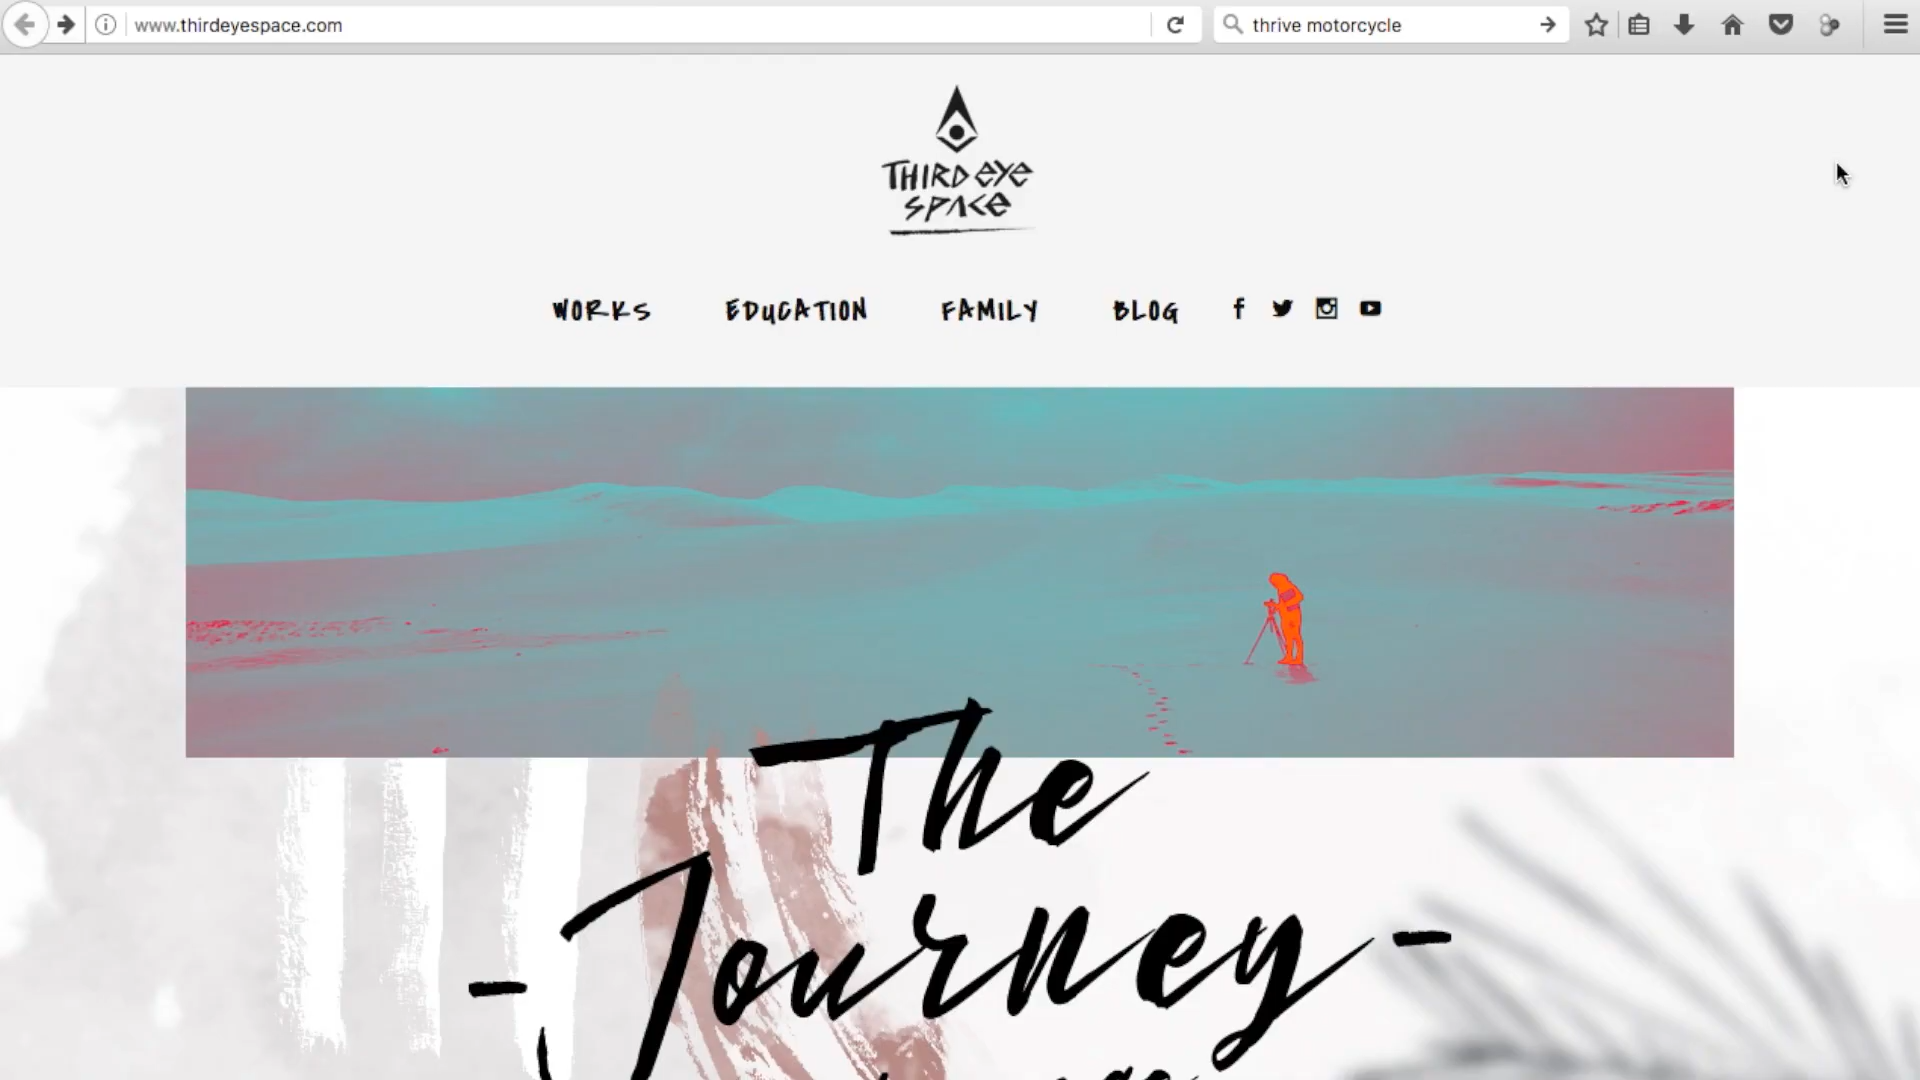 www.thirdeyespace.com
thrive motorcycle
THIRD EYE
SPACE
WORKS EDUCATION FAMILY BLOG
The
- Journey -